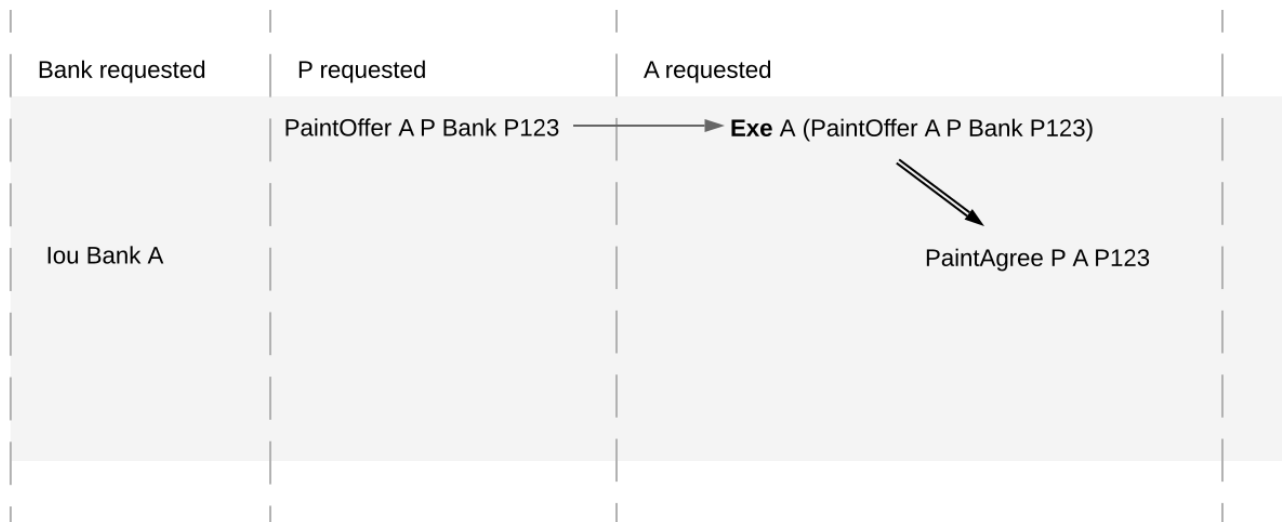 Bank requested
P requested
A requested
PaintOffer A P Bank P123
Exe A (PaintOffer A P Bank P123)
Iou Bank A
PaintAgree P A P123